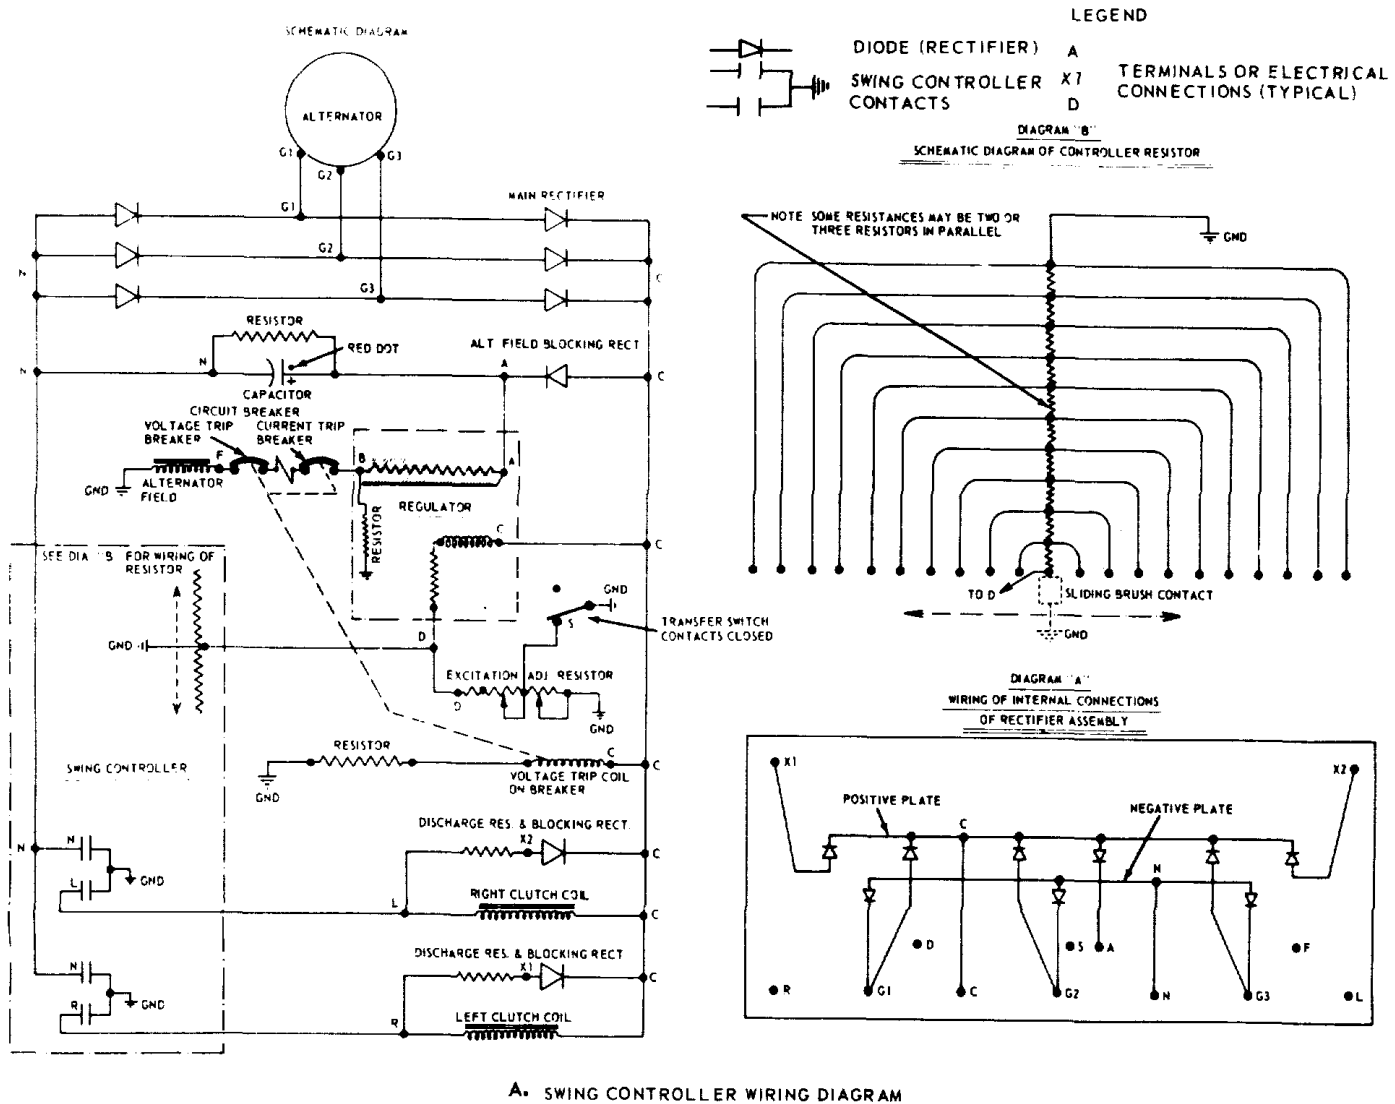 SCHEMATIC DIAGRAM
ALTERNATOR
G1
G2
G3
G1
MAIN RECTIFIER
G2
G3
N
C
RESISTOR
RED DOT
N
N
+
CAPACITOR
ALT. FIELD BLOCKING RECT
A
C
CIRCUIT BREAKER
VOLTAGE TRIP
BREAKER
CURRENT TRIP
BREAKER
F
B
A
GND
ALTERNATOR
FIELD
REGULATOR
RESISTOR
C
C
SEE DIA "B" FOR WIRING OF
RESISTOR
GND
D
GND
S
TRANSFER SWITCH
CONTACTS CLOSED
EXCITATION ADJ. RESISTOR
D
GND
RESISTOR
GND
C
C
VOLTAGE TRIP COIL
ON BREAKER
SWING CONTROLLER
DISCHARGE RES. & BLOCKING RECT.
X2
C
N
N
GND
L
L
RIGHT CLUTCH COIL
C
DISCHARGE RES. & BLOCKING RECT
X1
C
N
GND
R
R
LEFT CLUTCH COIL
LEGEND
DIODE (RECTIFIER)
SWING CONTROLLER
CONTACTS
A
X1
D
TERMINALS OR ELECTRICAL
CONNECTIONS (TYPICAL)
DIAGRAM "B"
SCHEMATIC DIAGRAM OF CONTROLLER RESISTOR
NOTE SOME RESISTANCES MAY BE TWO OR
THREE RESISTORS IN PARALLEL
GND
TO D
SLIDING BRUSH CONTACT
GND
DIAGRAM "A"
WIRING OF INTERNAL CONNECTIONS
OF RECTIFIER ASSEMBLY
X1
X2
POSITIVE PLATE
NEGATIVE PLATE
C
N
D
S
A
F
R
G1
C
G2
N
G3
L
A. SWING CONTROLLER WIRING DIAGRAM